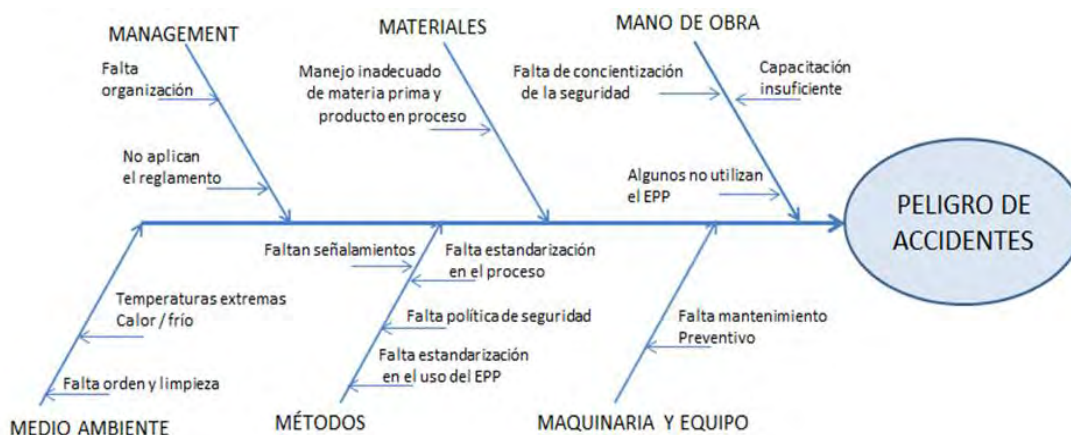 MANAGEMENT
Falta
organización
No aplican
el reglamento
MATERIALES
Manejo inadecuado
de materia prima y
producto en proceso
MANO DE OBRA
Falta de concientización
de la seguridad
Capacitación
insuficiente
Algunos no utilizan
el EPP
PELIGRO DE
ACCIDENTES
Temperaturas extremas
Calor / frío
Falta orden y limpieza
MEDIO AMBIENTE
Faltan señalamientos
Falta estandarización
en el proceso
Falta política de seguridad
Falta estandarización
en el uso del EPP
MÉTODOS
Falta mantenimiento
Preventivo
MAQUINARIA Y EQUIPO